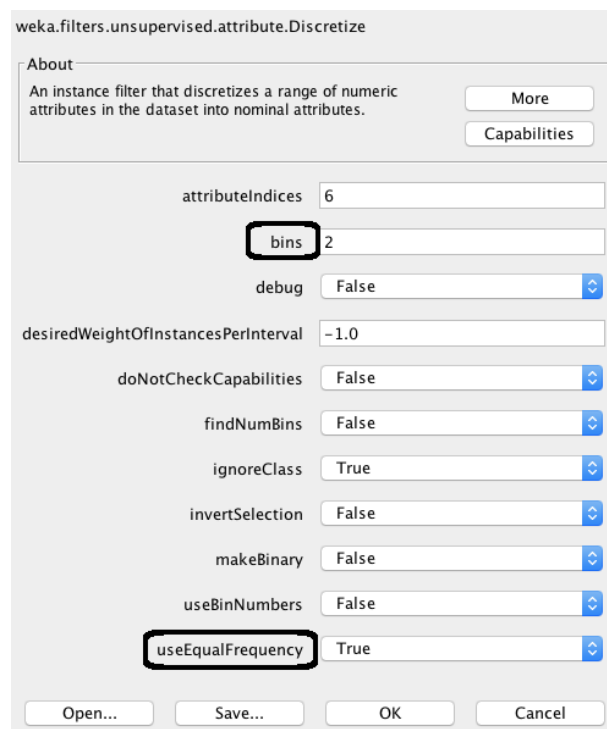 weka.filters.unsupervised.attribute.Discretize
About
An instance filter that discretizes a range of numeric
attributes in the dataset into nominal attributes.
More
Capabilities
attributeIndices 6
bins 2
debug False
desiredWeightOfInstancesPerInterval -1.0
doNotCheckCapabilities False
findNumBins False
ignoreClass True
invertSelection False
makeBinary False
useBinNumbers False
useEqualFrequency True
Open... Save... OK Cancel